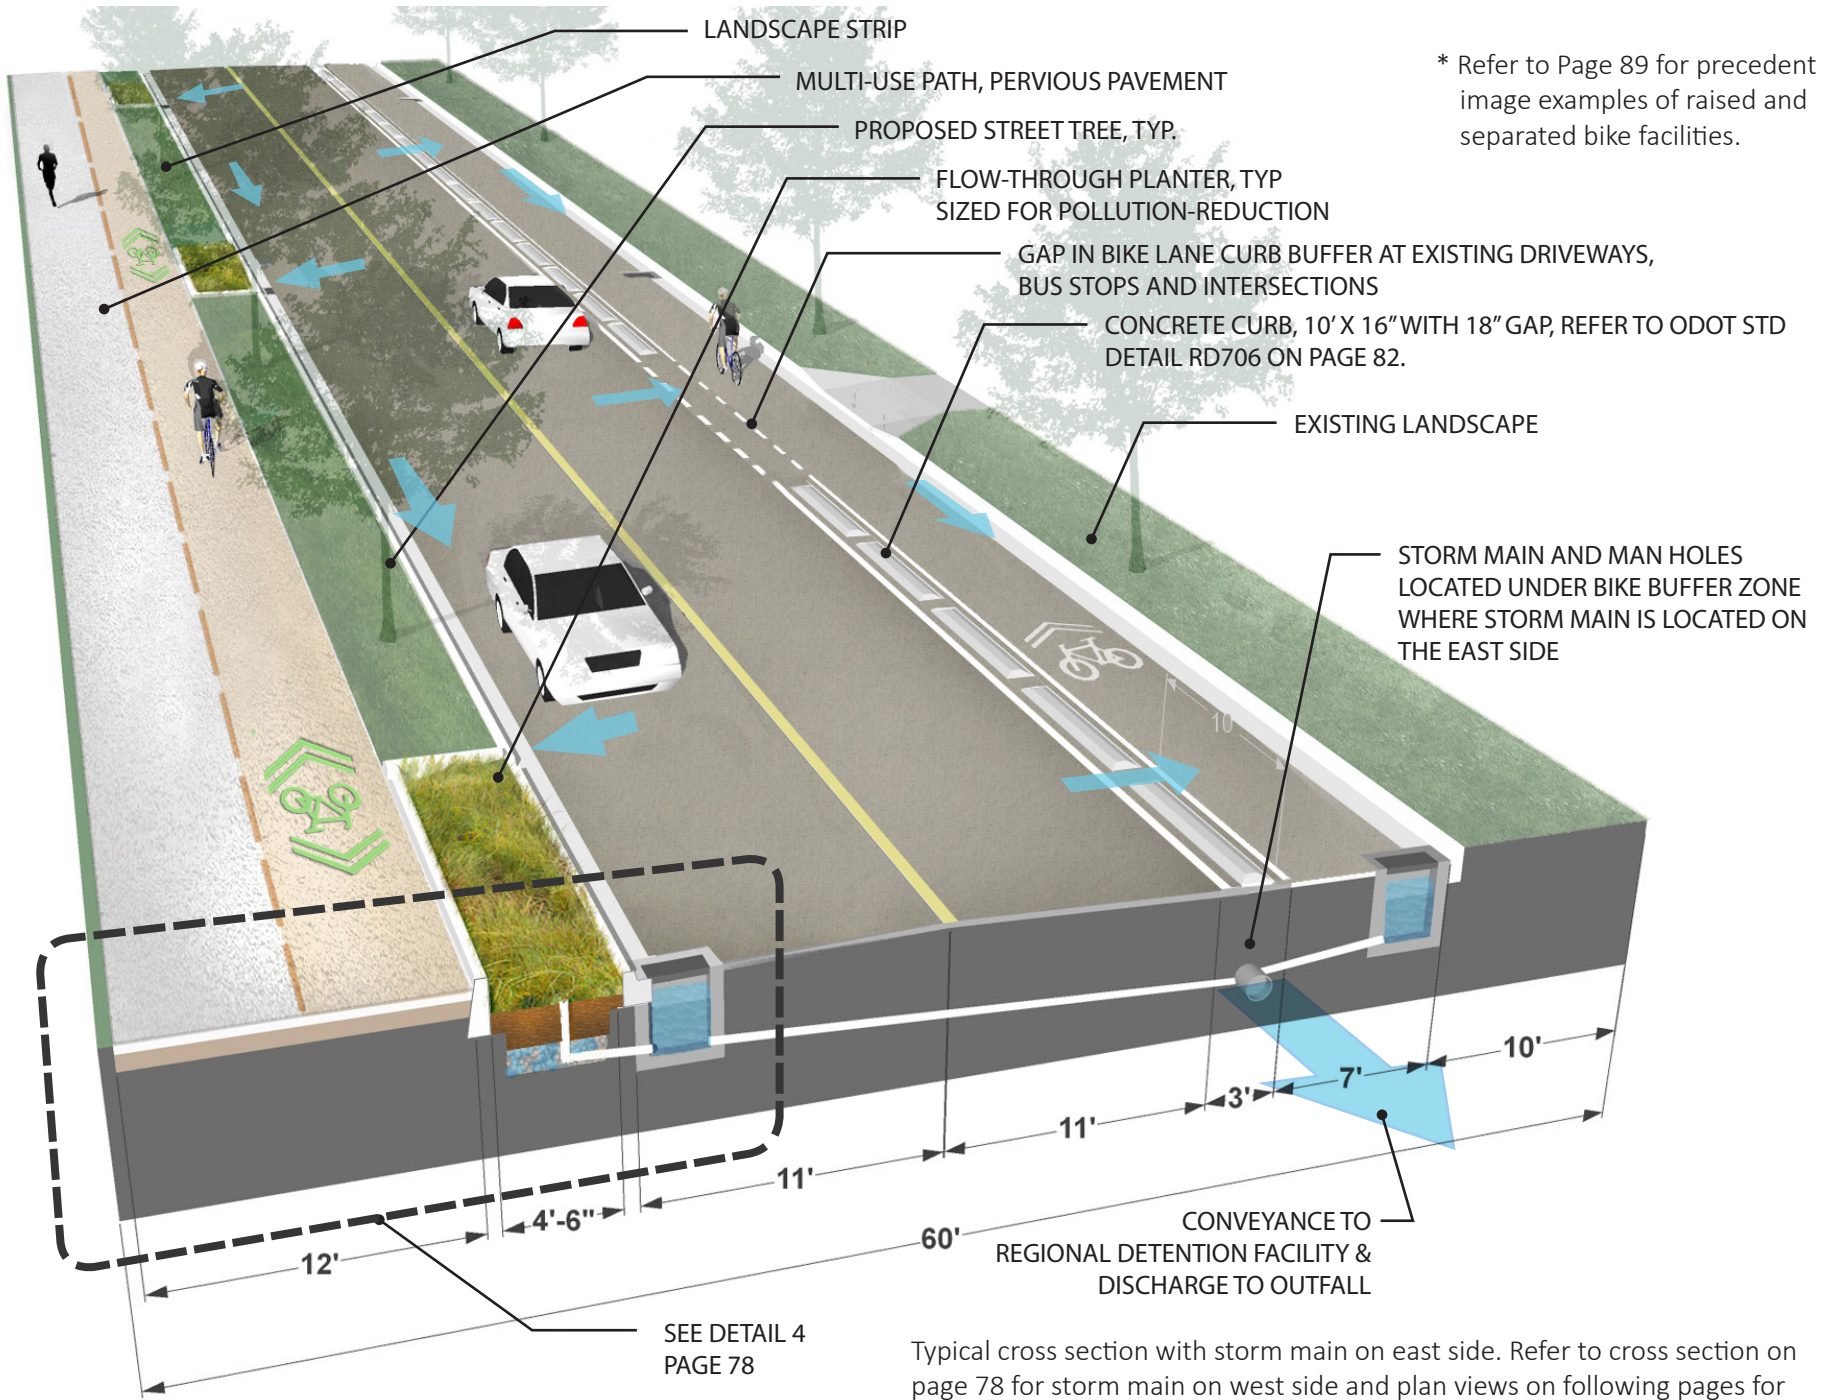 LANDSCAPE STRIP
MULTI-USE PATH, PERVIOUS PAVEMENT
* Refer to Page 89 for precedent
image examples of raised and
separated bike facilities.
PROPOSED STREET TREE, TYP.
FLOW-THROUGH PLANTER, TYP
SIZED FOR POLLUTION-REDUCTION
GAP IN BIKE LANE CURB BUFFER AT EXISTING DRIVEWAYS,
BUS STOPS AND INTERSECTIONS
CONCRETE CURB, 10’ X 16” WITH 18” GAP, REFER TO ODOT STD
DETAIL RD706 ON PAGE 82.
EXISTING LANDSCAPE
STORM MAIN AND MAN HOLES
LOCATED UNDER BIKE BUFFER ZONE
WHERE STORM MAIN IS LOCATED ON
THE EAST SIDE
10
12'
4'-6"
11'
11'
3'
7'
10'
60'
CONVEYANCE TO
REGIONAL DETENTION FACILITY &
DISCHARGE TO OUTFALL
SEE DETAIL 4
PAGE 78
Typical cross section with storm main on east side. Refer to cross section on
page 78 for storm main on west side and plan views on following pages for